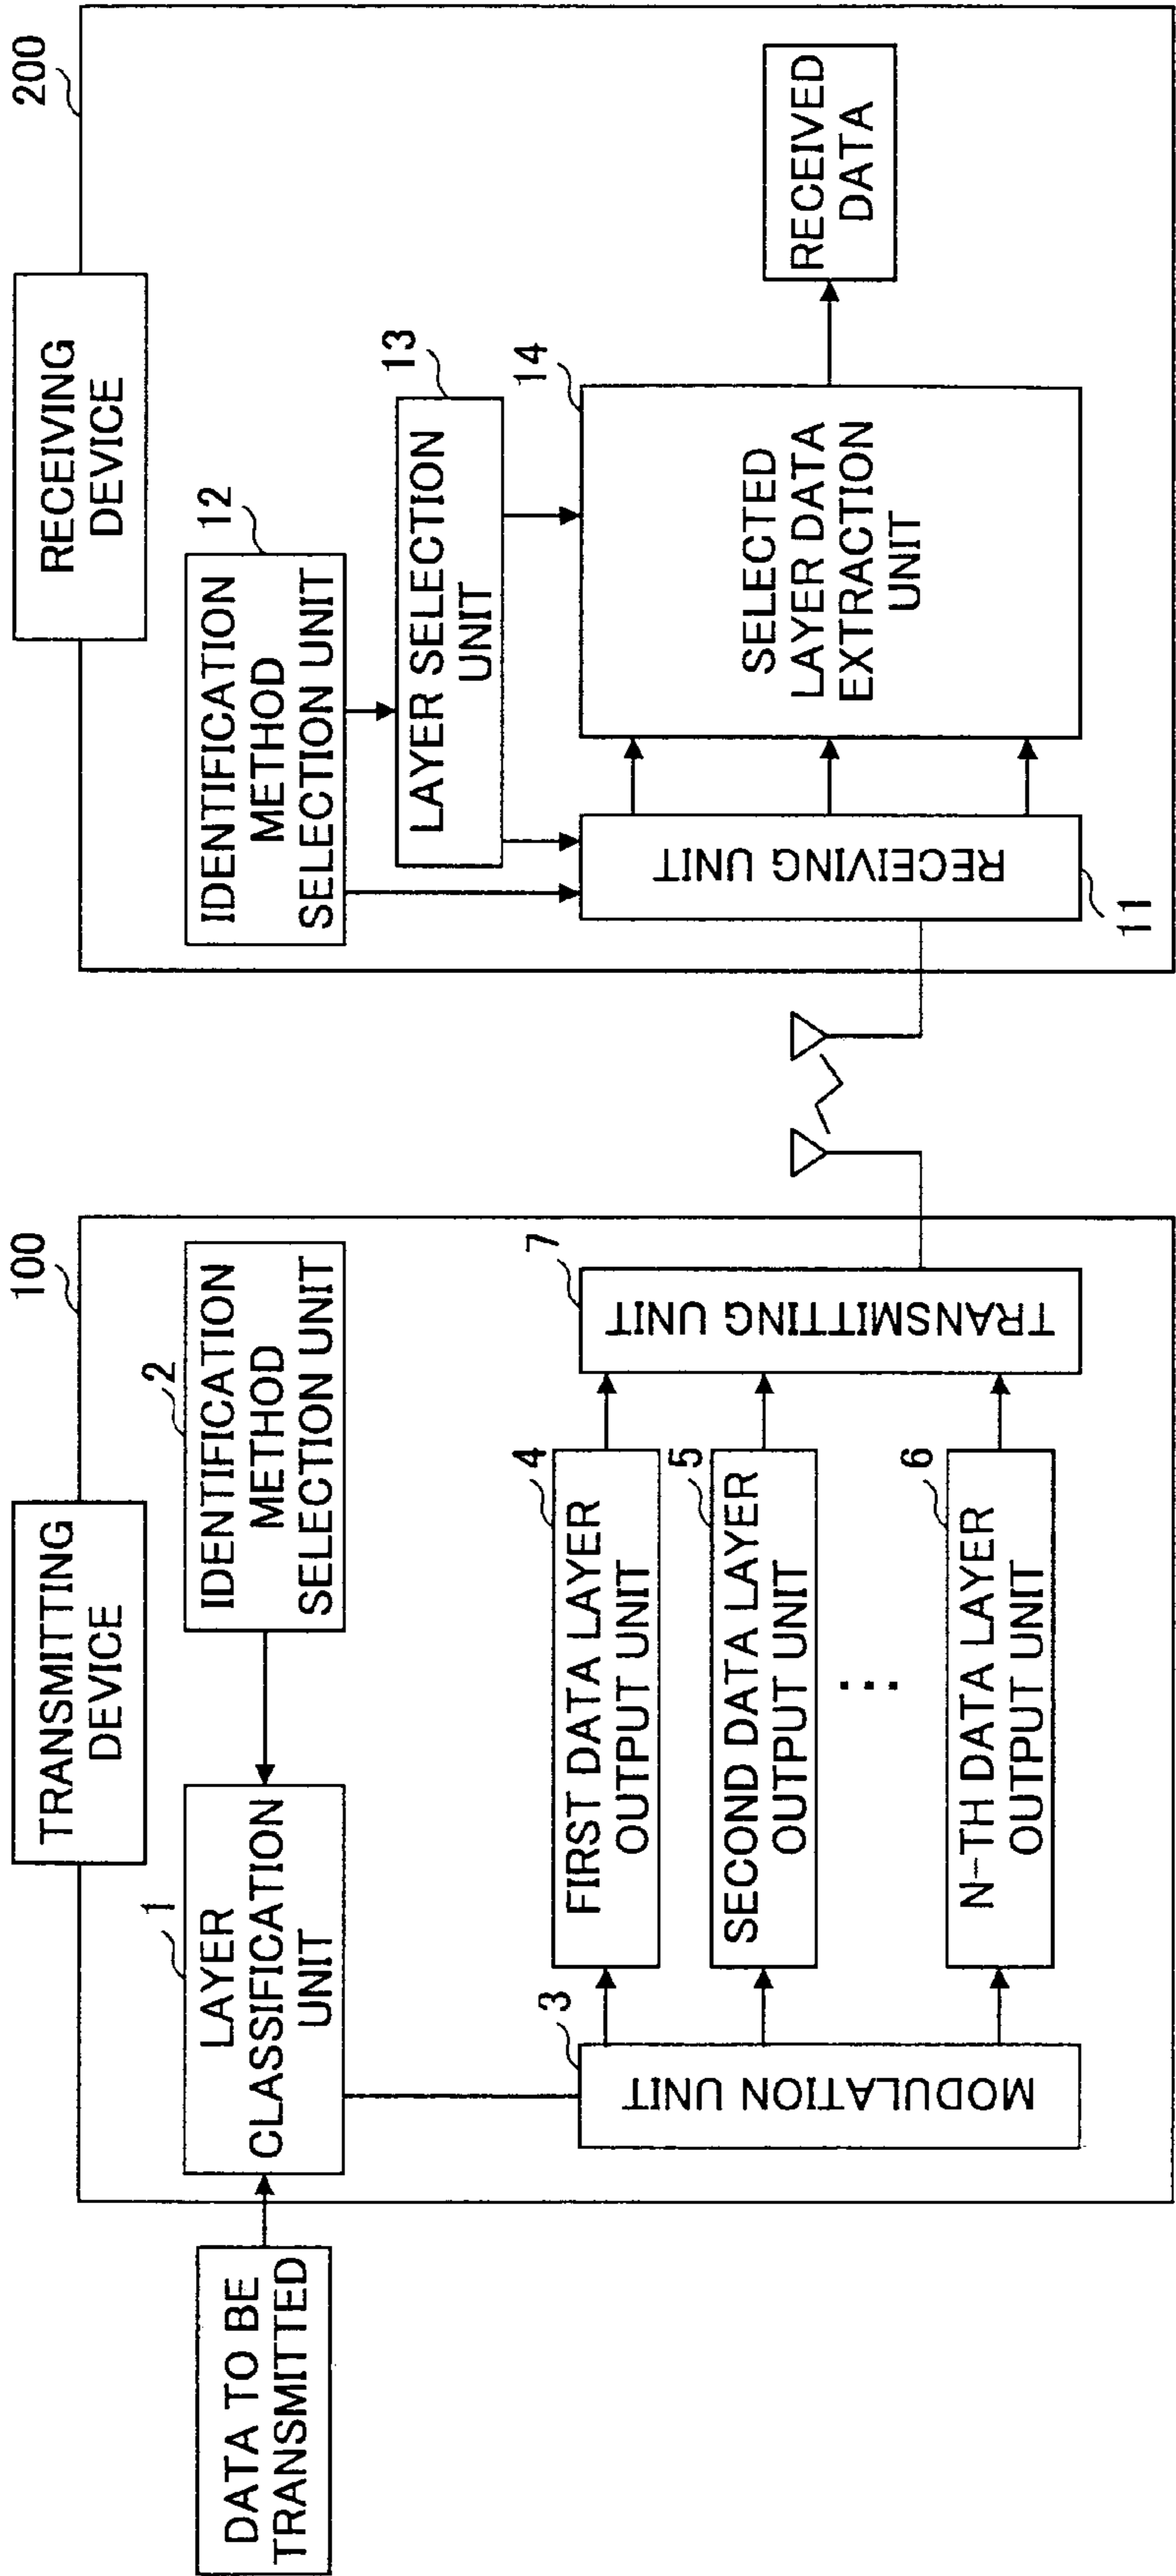 TRANSMITTING
DEVICE
100
DATA TO BE
TRANSMITTED
1
LAYER
CLASSIFICATION
UNIT
2
IDENTIFICATION
METHOD
SELECTION UNIT
3
MODULATION UNIT
4
FIRST DATA LAYER
OUTPUT UNIT
5
SECOND DATA LAYER
OUTPUT UNIT
...
6
N-TH DATA LAYER
OUTPUT UNIT
7
TRANSMITTING UNIT
RECEIVING
DEVICE
200
12
IDENTIFICATION
METHOD
SELECTION UNIT
13
LAYER SELECTION
UNIT
11
RECEIVING UNIT
14
SELECTED
LAYER DATA
EXTRACTION
UNIT
RECEIVED
DATA